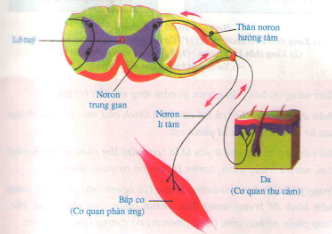 Thân nơron
hướng tâm
Lỗ tuỷ
Nơron
trung gian
Nơron
li tâm
Da
(Cơ quan thụ cảm)
Bắp cơ
(Cơ quan phản ứng)